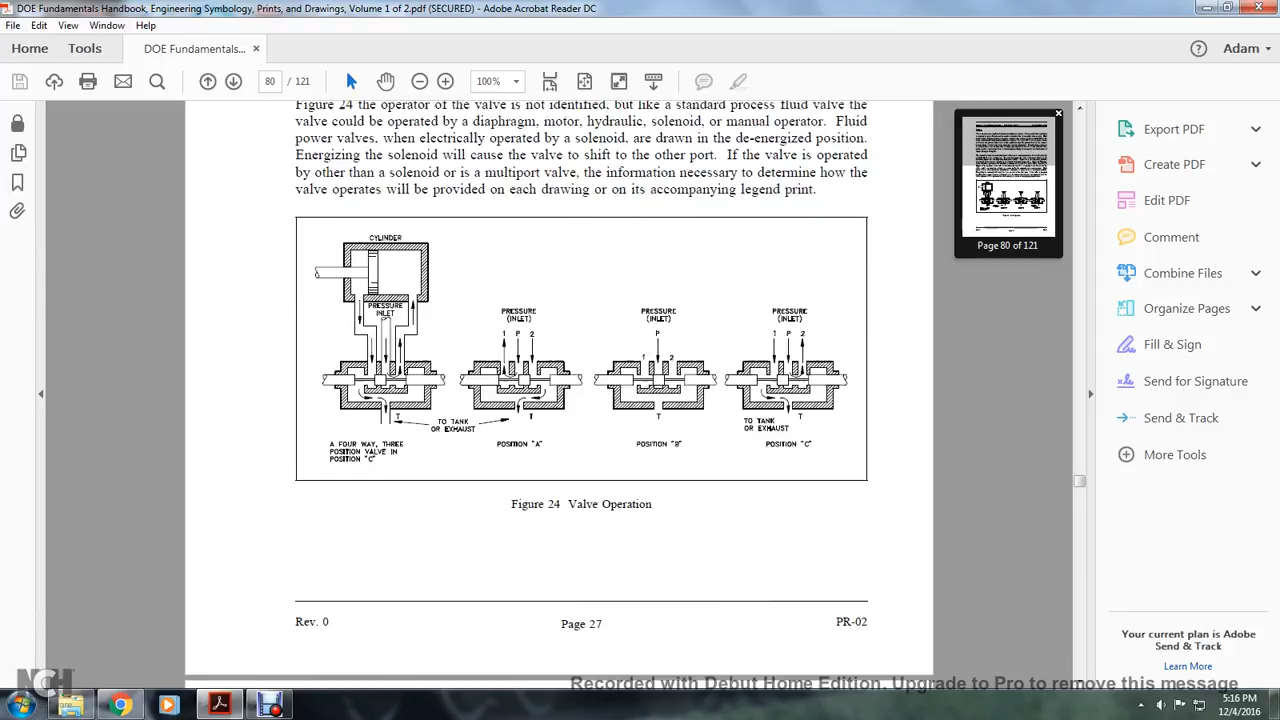 DOE Fundamentals Handbook, Engineering Symbology, Prints, and Drawings, Volume 1 of 2.pdf (SECURED) - Adobe Acrobat Reader DC
File Edit View Window Help
Home Tools DOE Fundamentals... × Adam
80 / 121 100%
Figure 24 the operator of the valve is not identified, but like a standard process fluid valve the
valve could be operated by a diaphragm, motor, hydraulic, solenoid, or manual operator. Fluid
power valves, when electrically operated by a solenoid, are drawn in the de-energized position.
Energizing the solenoid will cause the valve to shift to the other port. If the valve is operated
by other than a solenoid or is a multiport valve, the information necessary to determine how the
valve operates will be provided on each drawing or on its accompanying legend print.
CYLINDER
PRESSURE
INLET
T
A FOUR WAY, THREE
POSITION VALVE IN
POSITION "C"
TO TANK
OR EXHAUST
PRESSURE
(INLET)
1 P 2
T
POSITION "A"
PRESSURE
(INLET)
P
1 2
T
POSITION "B"
PRESSURE
(INLET)
1 P 2
TO TANK
OR EXHAUST
T
POSITION "C"
Figure 24 Valve Operation
Rev. 0 Page 27 PR-02
Page 80 of 121
Export PDF
Create PDF
Edit PDF
Comment
Combine Files
Organize Pages
Fill & Sign
Send for Signature
Send & Track
More Tools
Your current plan is Adobe
Send & Track
Learn More
NCH
Recorded with Debut Home Edition. Upgrade to Pro to remove this message
5:16 PM
12/4/2016